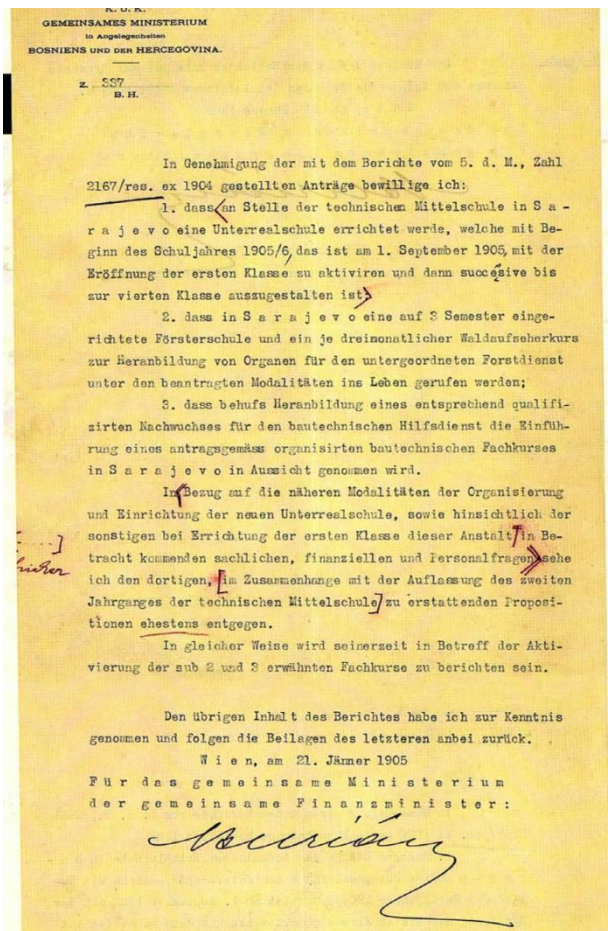 K. U. K.
GEMEINSAMES MINISTERIUM
in Angelegenheiten
BOSNIENS UND DER HERCEGOVINA.
Z. 337
B. H.
In Genehmigung der mit dem Berichte vom 5. d. M., Zahl
2167/res. ex 1904 gestellten Anträge bewillige ich:
1. dass an Stelle der technischen Mittelschule in S a -
r a j e v o eine Unterrealschule errichtet werde, welche mit Be-
ginn des Schuljahres 1905/6, das ist am 1. September 1905, mit der
Eröffnung der ersten Klasse zu aktiviren und dann succesive bis
zur vierten Klasse auszugestalten ist;
2. dass in S a r a j e v o eine auf 3 Semester einge-
richtete Försterschule und ein je dreimonatlicher Waldaufseherkurs
zur Heranbildung von Organen für den untergeordneten Forstdienst
unter den beantragten Modalitäten ins Leben gerufen werden;
3. dass behufs Heranbildung eines entsprechend qualifi-
zirten Nachwuchses für den bautechnischen Hilfsdienst die Einfüh-
rung eines antragsgemäss organisirten bautechnischen Fachkurses
in S a r a j e v o in Aussicht genommen wird.
In Bezug auf die näheren Modalitäten der Organisierung
und Einrichtung der neuen Unterrealschule, sowie hinsichtlich der
sonstigen bei Errichtung der ersten Klasse dieser Anstalt in Be-
tracht kommenden sachlichen, finanziellen und Personalfragen sehe
ich den dortigen, [im Zusammenhange mit der Auflassung des zweiten
Jahrganges der technischen Mittelschule] zu erstattenden Proposi-
tionen ehestens entgegen.
In gleicher Weise wird seinerzeit in Betreff der Akti-
vierung der sub 2 und 3 erwähnten Fachkurse zu berichten sein.
Den übrigen Inhalt des Berichtes habe ich zur Kenntnis
genommen und folgen die Beilagen des letzteren anbei zurück.
W i e n, am 21. Jänner 1905
F ü r d a s g e m e i n s a m e M i n i s t e r i u m
d e r g e m e i n s a m e F i n a n z m i n i s t e r :
Burián